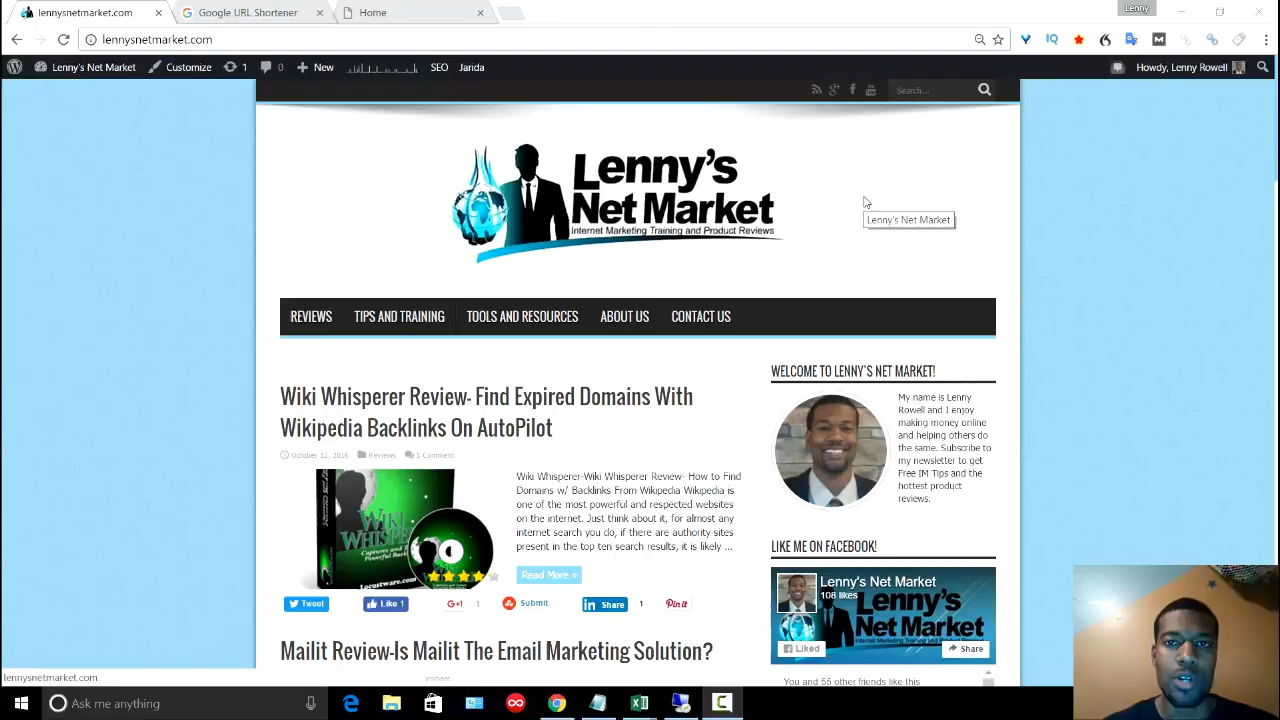 lennysnetmarket.com
Google URL Shortener
Home
Lenny
lennysnetmarket.com
Lenny's Net Market
Customize
1
0
New
SEO
Jarida
Howdy, Lenny Rowell
Search...
Lenny's
Net Market
Internet Marketing Training and Product Reviews
Lenny's Net Market
REVIEWS
TIPS AND TRAINING
TOOLS AND RESOURCES
ABOUT US
CONTACT US
Wiki Whisperer Review- Find Expired Domains With
Wikipedia Backlinks On AutoPilot
October 12, 2016
Reviews
1 Comment
Wiki Whisperer-Wiki Whisperer Review- How to Find
Domains w/ Backlinks From Wikipedia Wikipedia is
one of the most powerful and respected websites
on the internet. Just think about it, for almost any
internet search you do, if there are authority sites
present in the top ten search results, it is likely ...
Read More »
Tweet
Like 1
G+1
1
Submit
Share
1
Pin it
Mailit Review-Is Mailit The Email Marketing Solution?
WELCOME TO LENNY'S NET MARKET!
My name is Lenny
Rowell and I enjoy
making money online
and helping others do
the same. Subscribe to
my newsletter to get
Free IM Tips and the
hottest product
reviews.
LIKE ME ON FACEBOOK!
Lenny's Net Market
108 likes
Lenny's
Net Market
Liked
Share
You and 55 other friends like this
lennysnetmarket.com
Ask me anything